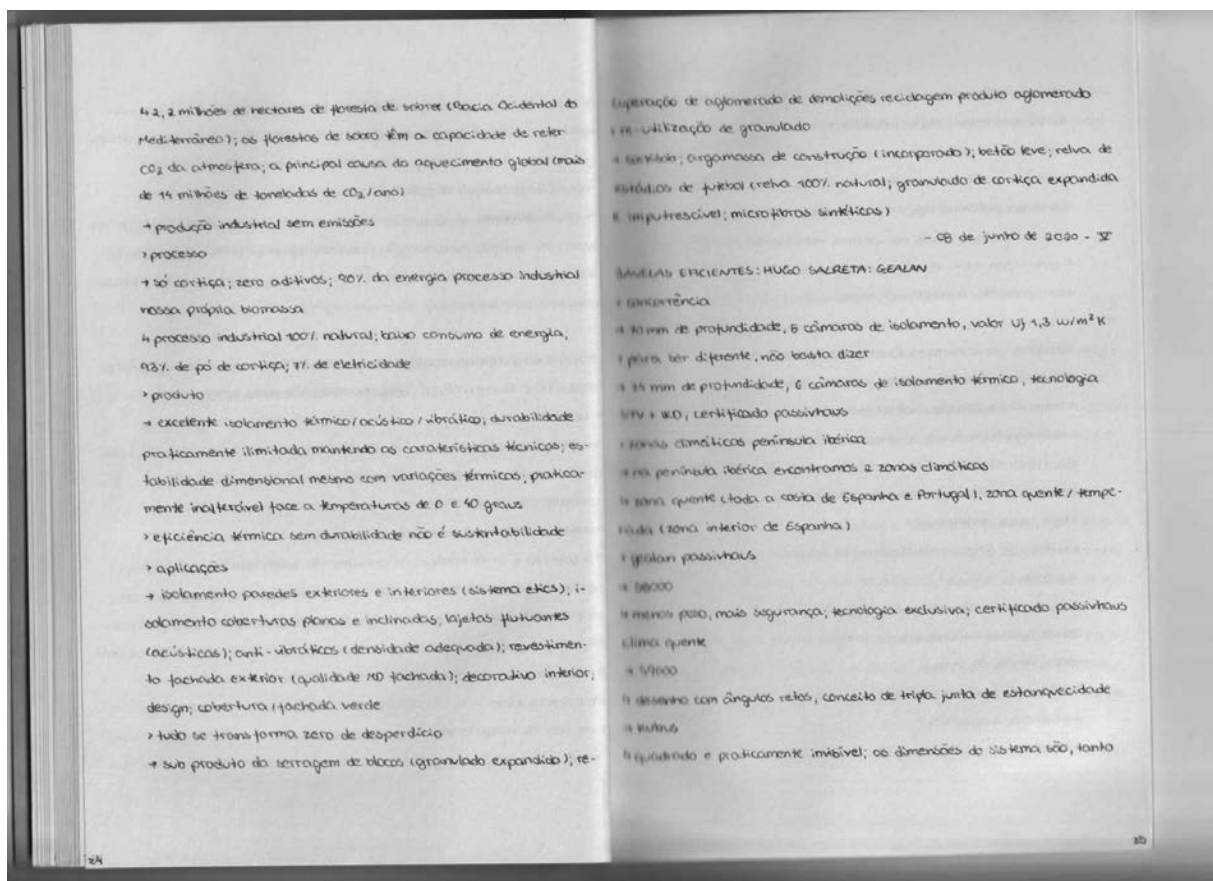 ↳ 2,2 milhões de hectares de floresta de sobrer (Bacia Ocidental do
Mediterrâneo); as florestas de sobro têm a capacidade de reter
CO₂ da atmosfera; a principal causa do aquecimento global (mais
de 14 milhões de toneladas de CO₂/ano)
→ produção industrial sem emissões
> processo
→ só cortiça; zero aditivos; 90% da energia processo industrial
nossa própria biomassa
↳ processo industrial 100% natural; baixo consumo de energia;
93% de pó de cortiça; 7% de eletricidade
> produto
→ excelente isolamento térmico/acústico/vibrático; durabilidade
praticamente ilimitada mantendo as caraterísticas técnicas; es-
tabilidade dimensional mesmo com variações térmicas; pratica-
mente inalterável face a temperaturas de 0 e 40 graus
> eficiência térmica sem durabilidade não é sustentabilidade
> aplicações
→ isolamento paredes exteriores e interiores (sistema etics); i-
solamento coberturas planas e inclinadas; lajetas flutuantes
(acústicas); anti-vibráticos (densidade adequada); revestimen-
to fachada exterior (qualidade MD fachada); decorativo interior;
design; cobertura/fachada verde
> tudo se transforma zero de desperdício
→ sub produto da serragem de blocos (granulado expandido); re-
24
cuperação de aglomerado de demolições reciclagem produto aglomerado
> re-utilização de granulado
argamassa de construção (incorporado); betão leve; relva de
estádios de futebol (relva 100% natural; granulado de cortiça expandida
é imputrescível; microfibras sintéticas)
- 08 de junho de 2020 - V
JANELAS EFICIENTES: HUGO SALRETA: GEALAN
> concorrência
→ 70 mm de profundidade, 5 câmaras de isolamento, valor Uf 1,3 W/m²K
> para ser diferente, não basta dizer
→ 74 mm de profundidade, 6 câmaras de isolamento térmico, tecnologia
STV + IKD, certificado passivhaus
> zonas climáticas península ibérica
→ na península ibérica encontramos 2 zonas climáticas
↳ zona quente (toda a costa de Espanha e Portugal), zona quente/tempe-
rada (zona interior de Espanha)
> gealan passivhaus
→ S8000
↳ menos peso, mais segurança; tecnologia exclusiva; certificado passivhaus
clima quente
→ S9000
↳ desenho com ângulos retos, conceito de tripla junta de estanquecidade
→ Kubus
↳ quadrado e praticamente invisível; as dimensões do sistema são, tanto